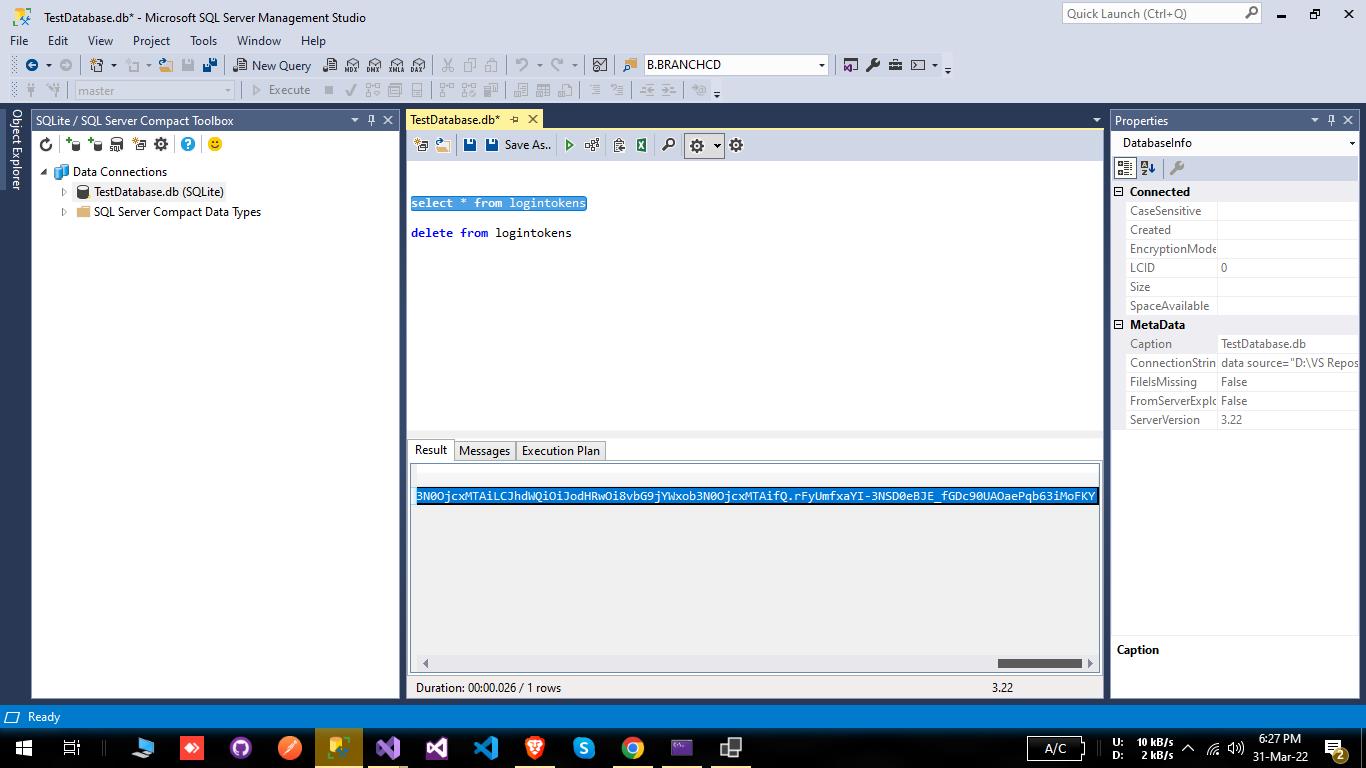 TestDatabase.db* - Microsoft SQL Server Management Studio
Quick Launch (Ctrl+Q)
File Edit View Project Tools Window Help
New Query
MDX DMX XMLA DAX
B.BRANCHCD
master
Execute
Object Explorer
SQLite / SQL Server Compact Toolbox
SQL
Data Connections
TestDatabase.db (SQLite)
SQL Server Compact Data Types
TestDatabase.db*
Save As..
select * from logintokens
delete from logintokens
Result Messages Execution Plan
3N0OjcxMTAiLCJhdWQiOiJodHRwOi8vbG9jYWxob3N0OjcxMTAifQ.rFyUmfxaYI-3NSD0eBJE_fGDc90UAOaePqb63iMoFKY
Duration: 00:00.026 / 1 rows
3.22
Properties
DatabaseInfo
Connected
CaseSensitive
Created
EncryptionMode
LCID 0
Size
SpaceAvailable
MetaData
Caption TestDatabase.db
ConnectionStrin data source="D:\VS Repos
FileIsMissing False
FromServerExplo False
ServerVersion 3.22
Caption
Ready
A/C
U: 10 kB/s
D: 2 kB/s
6:27 PM
31-Mar-22
2